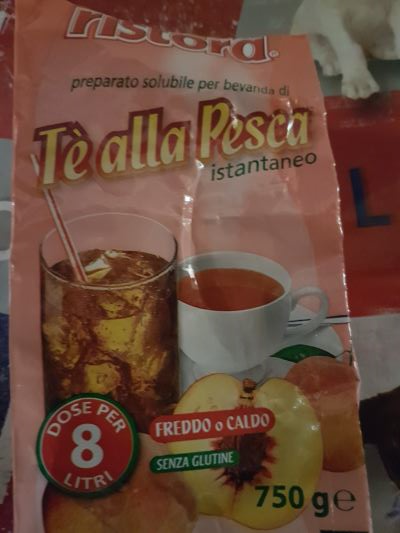 ristora®
preparato solubile per bevanda di
Tè alla Pesca
istantaneo
L
DOSE PER
8
LITRI
FREDDO o CALDO
SENZA GLUTINE
750 g e